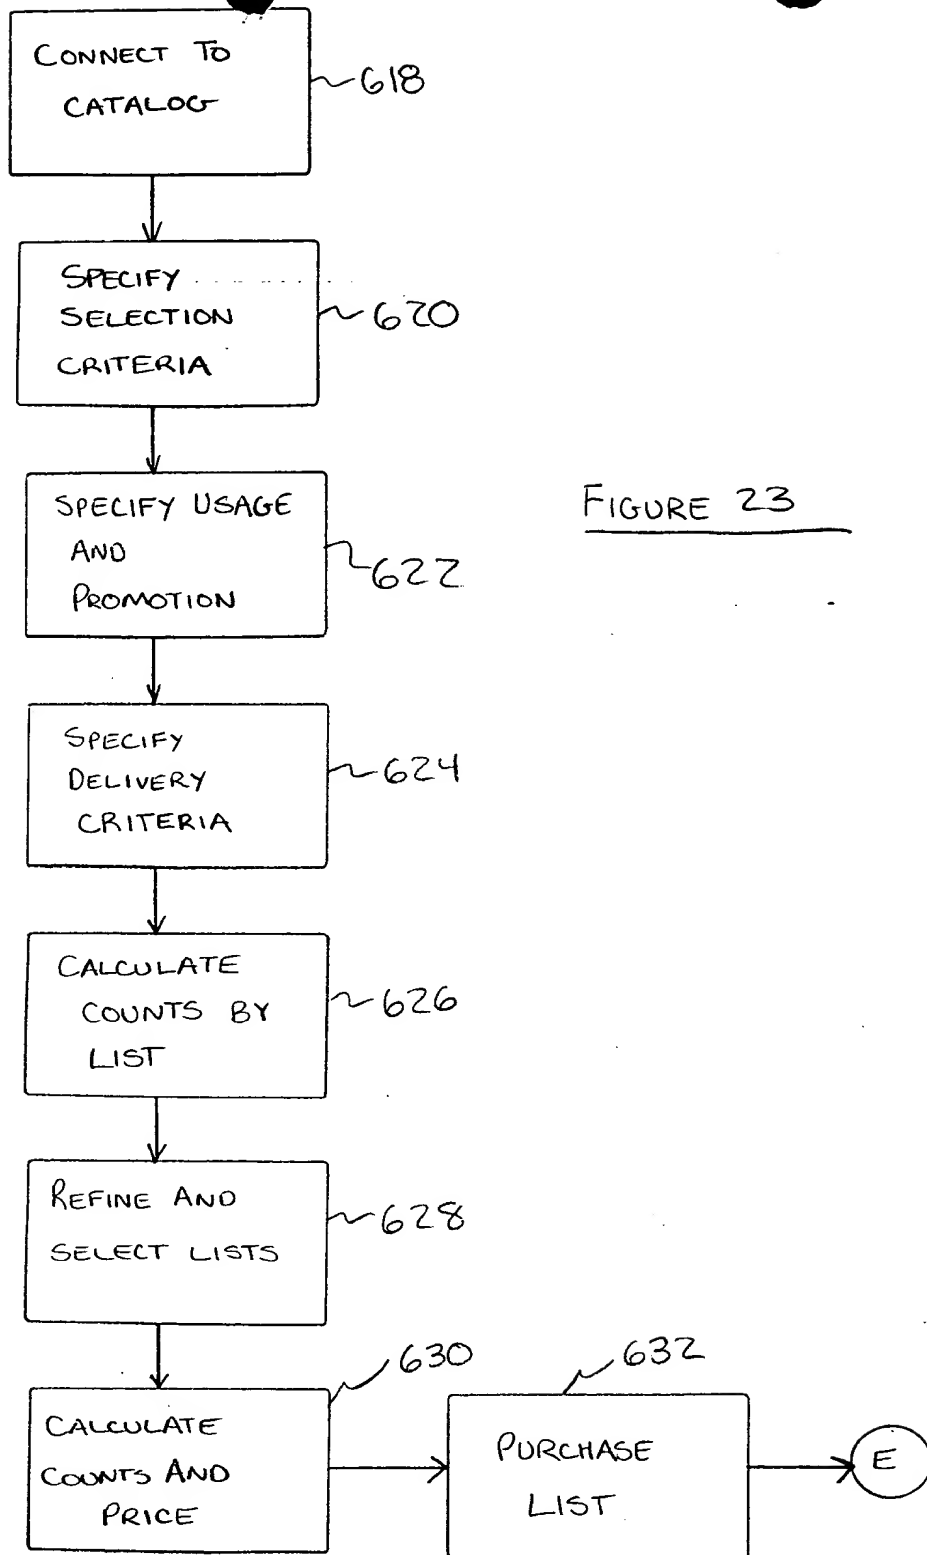 CONNECT TO
CATALOG
618
SPECIFY
SELECTION
CRITERIA
620
SPECIFY USAGE
AND
PROMOTION
622
FIGURE 23
SPECIFY
DELIVERY
CRITERIA
624
CALCULATE
COUNTS BY
LIST
626
REFINE AND
SELECT LISTS
628
CALCULATE
COUNTS AND
PRICE
630
PURCHASE
LIST
632
E